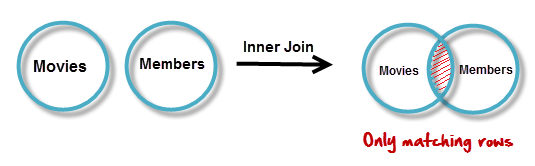 Movies
Members
Inner Join
Movies
Members
Only matching rows